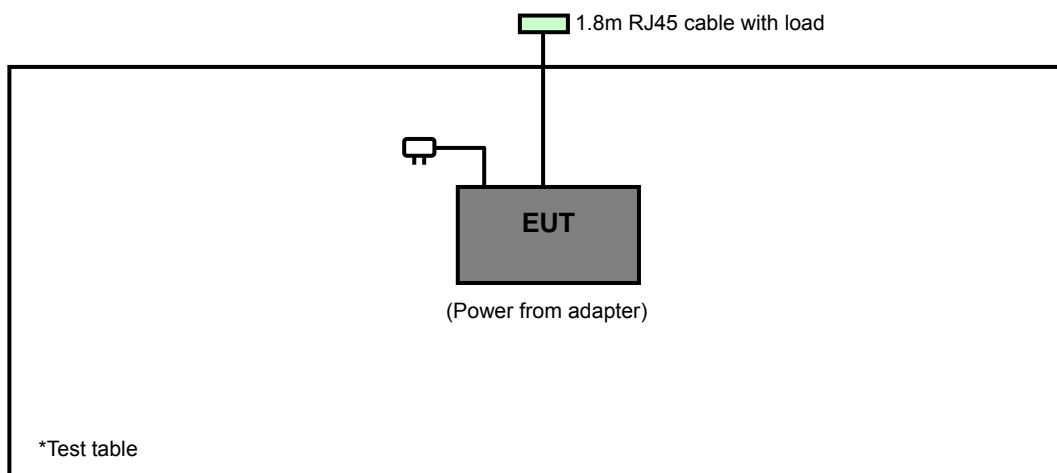 1.8m RJ45 cable with load
EUT
(Power from adapter)
*Test table